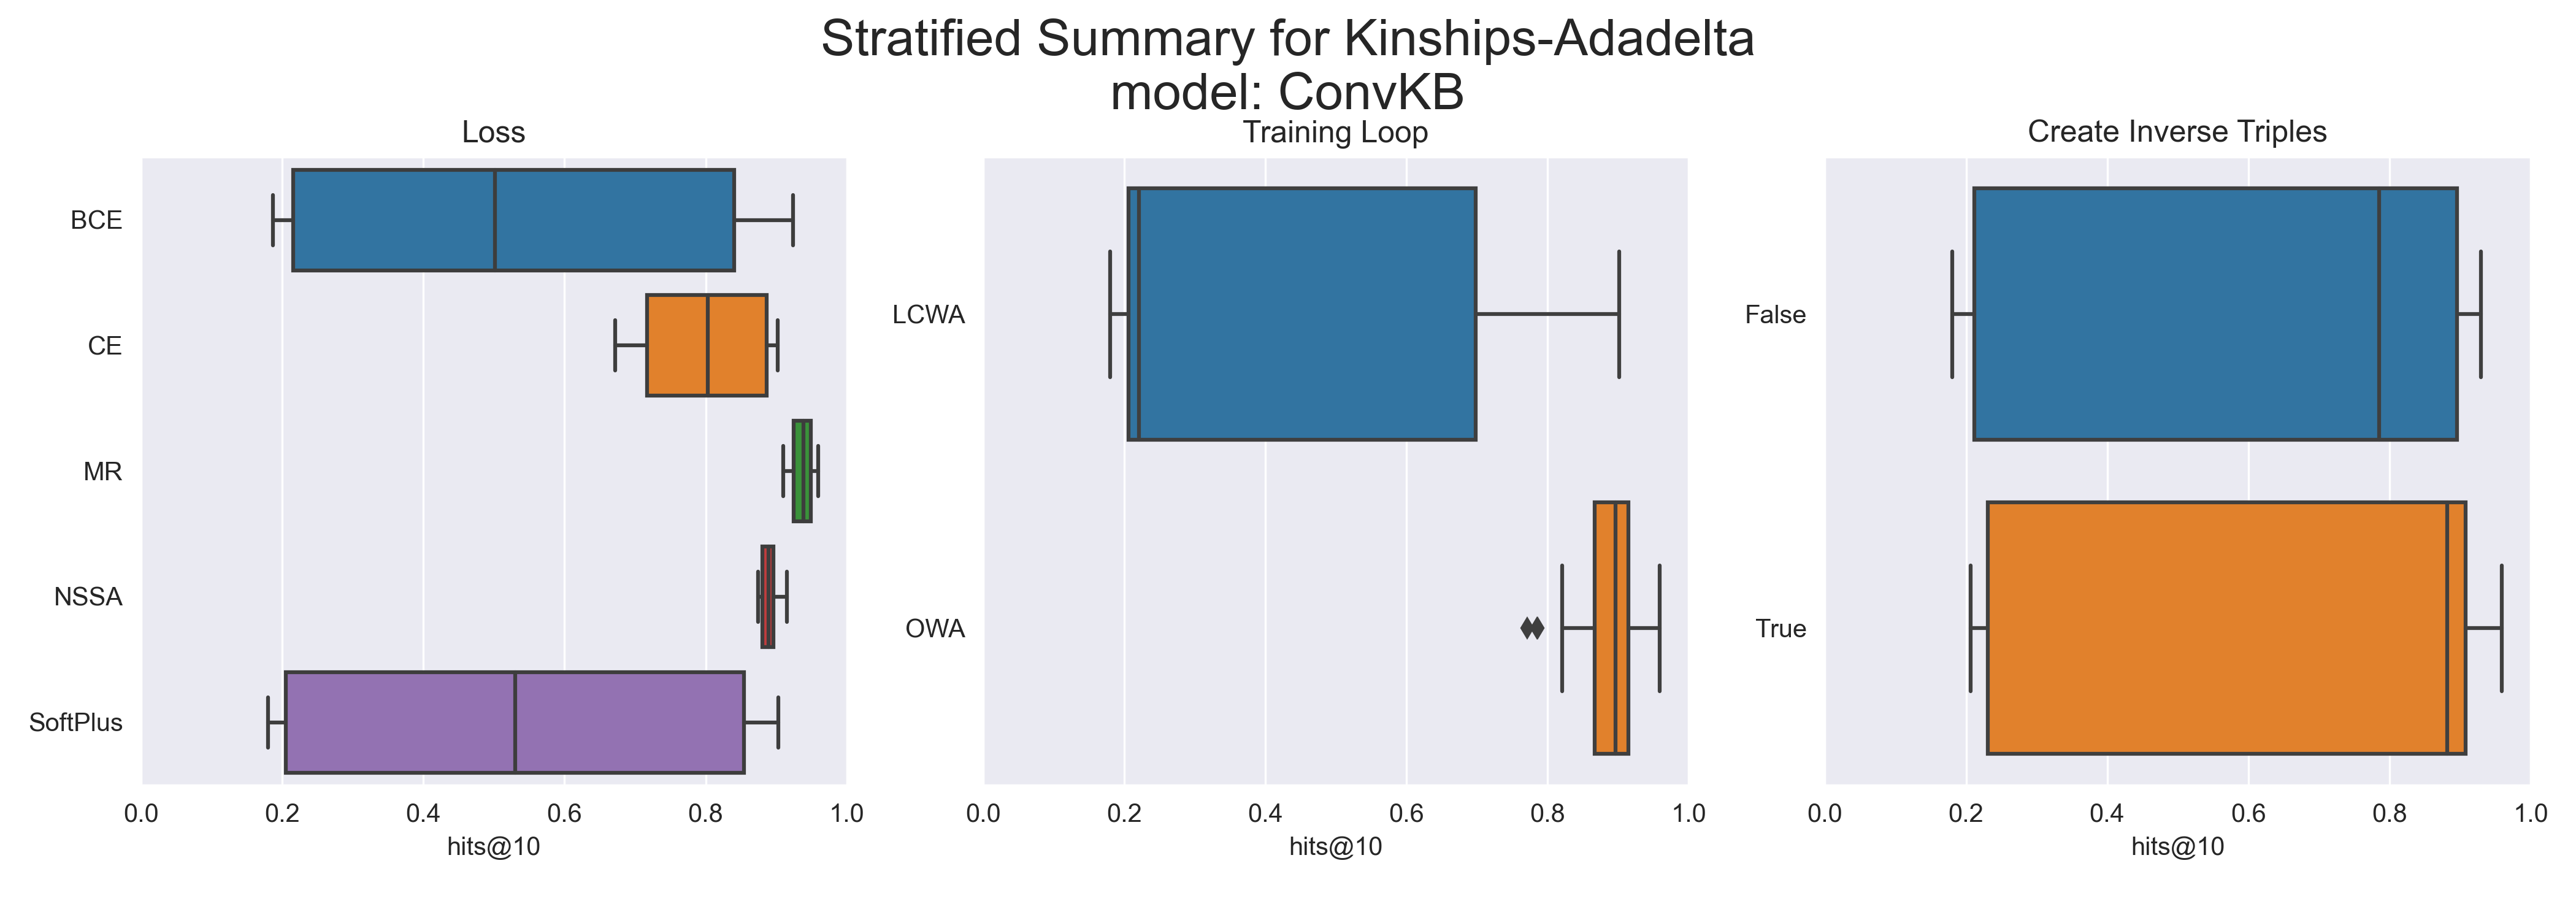 Stratified Summary for Kinships-Adadelta
model: ConvKB
Loss
BCE
CE
MR
NSSA
SoftPlus
0.0 0.2 0.4 0.6 0.8 1.0
hits@10
Training Loop
LCWA
OWA
0.0 0.2 0.4 0.6 0.8 1.0
hits@10
Create Inverse Triples
False
True
0.0 0.2 0.4 0.6 0.8 1.0
hits@10